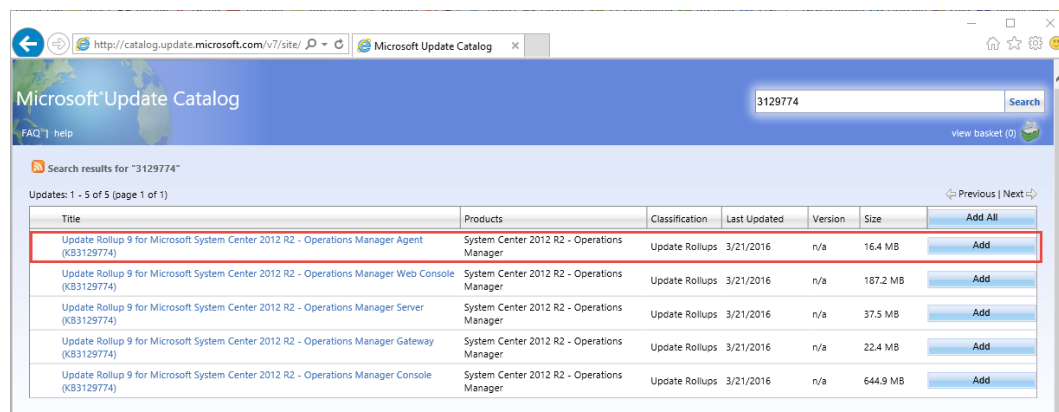 http://catalog.update.microsoft.com/v7/site/
Microsoft Update Catalog
Microsoft Update Catalog
3129774
Search
FAQ | help
view basket (0)
Search results for "3129774"
Updates: 1 - 5 of 5 (page 1 of 1)
Previous | Next
Title Products Classification Last Updated Version Size Add All
Update Rollup 9 for Microsoft System Center 2012 R2 - Operations Manager Agent
(KB3129774)
System Center 2012 R2 - Operations
Manager
Update Rollups 3/21/2016 n/a 16.4 MB Add
Update Rollup 9 for Microsoft System Center 2012 R2 - Operations Manager Web Console
(KB3129774)
System Center 2012 R2 - Operations
Manager
Update Rollups 3/21/2016 n/a 187.2 MB Add
Update Rollup 9 for Microsoft System Center 2012 R2 - Operations Manager Server
(KB3129774)
System Center 2012 R2 - Operations
Manager
Update Rollups 3/21/2016 n/a 37.5 MB Add
Update Rollup 9 for Microsoft System Center 2012 R2 - Operations Manager Gateway
(KB3129774)
System Center 2012 R2 - Operations
Manager
Update Rollups 3/21/2016 n/a 22.4 MB Add
Update Rollup 9 for Microsoft System Center 2012 R2 - Operations Manager Console
(KB3129774)
System Center 2012 R2 - Operations
Manager
Update Rollups 3/21/2016 n/a 644.9 MB Add